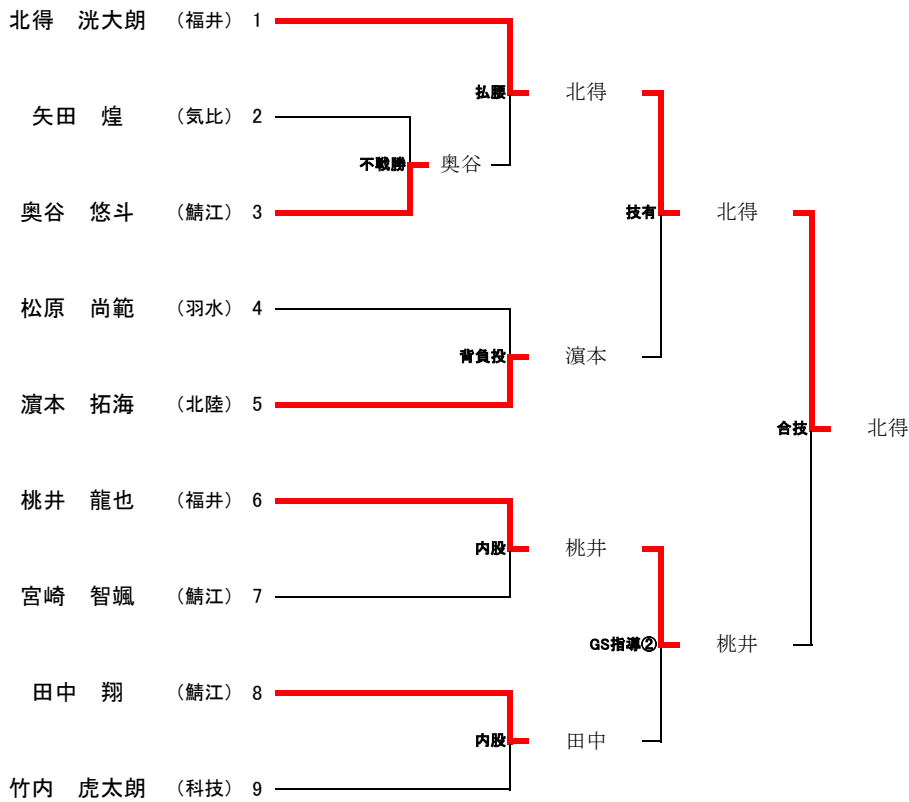 北得　洸大朗　（福井）　1
払腰　北得
矢田　煌　（気比）　2
不戦勝　奥谷
奥谷　悠斗　（鯖江）　3
技有　北得
松原　尚範　（羽水）　4
背負投　濵本
濵本　拓海　（北陸）　5
合技　北得
桃井　龍也　（福井）　6
内股　桃井
宮崎　智颯　（鯖江）　7
GS指導②　桃井
田中　翔　（鯖江）　8
内股　田中
竹内　虎太朗　（科技）　9